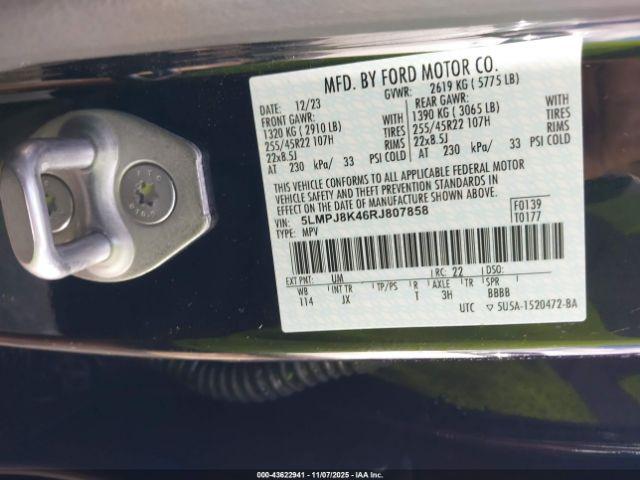 MFD. BY FORD MOTOR CO.
DATE: 12/23 GVWR: 2619 KG ( 5775 LB)
FRONT GAWR: REAR GAWR:
1320 KG ( 2910 LB) WITH 1390 KG ( 3065 LB) WITH
255/45R22 107H TIRES 255/45R22 107H TIRES
22x8.5J RIMS 22x8.5J RIMS
AT 230 kPa/ 33 PSI COLD AT 230 kPa/ 33 PSI COLD
THIS VEHICLE CONFORMS TO ALL APPLICABLE FEDERAL MOTOR
VEHICLE SAFETY STANDARDS IN EFFECT ON THE DATE OF
MANUFACTURE SHOWN ABOVE.
VIN: 5LMPJ8K46RJ807858 F0139
TYPE: MPV T0177
EXT PNT: UM RC: 22 DSO:
WB INT TR TP/PS R AXLE TR SPR
114 JX T 3H BBBB
UTC ▽ SU5A-1520472-BA
000-43622941 - 11/07/2025 - IAA Inc.